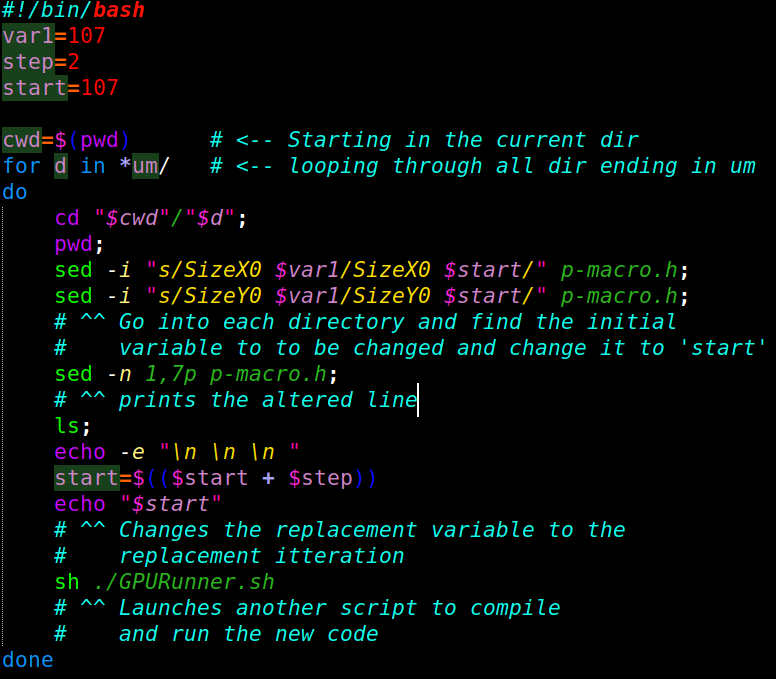 #!/bin/bash
var1=107
step=2
start=107

cwd=$(pwd)      # <-- Starting in the current dir
for d in *um/   # <-- looping through all dir ending in um
do
    cd "$cwd"/"$d";
    pwd;
    sed -i "s/SizeX0 $var1/SizeX0 $start/" p-macro.h;
    sed -i "s/SizeY0 $var1/SizeY0 $start/" p-macro.h;
    # ^^ Go into each directory and find the initial
    #    variable to to be changed and change it to 'start'
    sed -n 1,7p p-macro.h;
    # ^^ prints the altered line
    ls;
    echo -e "\n \n \n "
    start=$(($start + $step))
    echo "$start"
    # ^^ Changes the replacement variable to the
    #    replacement itteration
    sh ./GPURunner.sh
    # ^^ Launches another script to compile
    #    and run the new code
done